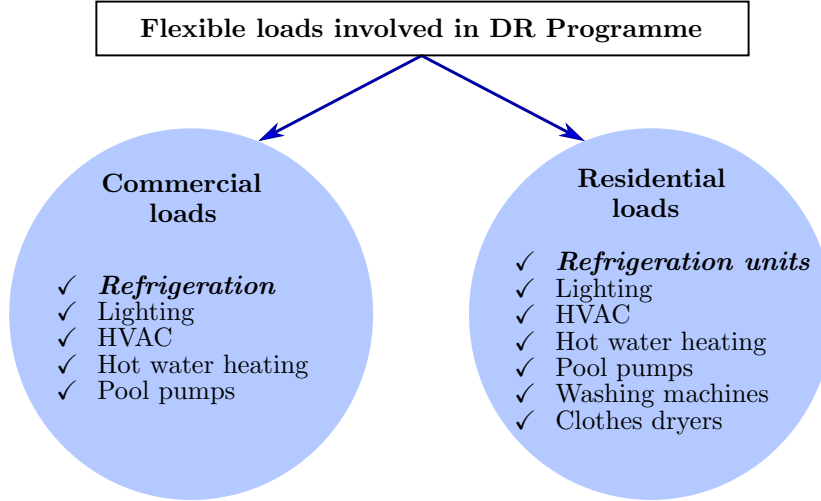 Flexible loads involved in DR Programme
Commercial
loads
✓ Refrigeration
✓ Lighting
✓ HVAC
✓ Hot water heating
✓ Pool pumps
Residential
loads
✓ Refrigeration units
✓ Lighting
✓ HVAC
✓ Hot water heating
✓ Pool pumps
✓ Washing machines
✓ Clothes dryers